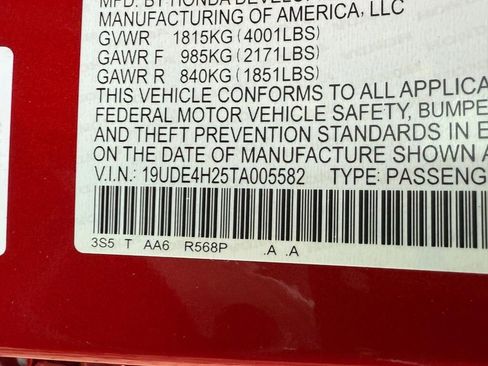 MFD. BY HONDA DEVELOP
MANUFACTURING OF AMERICA, LLC
GVWR 1815KG (4001LBS)
GAWR F 985KG (2171LBS)
GAWR R 840KG (1851LBS)
THIS VEHICLE CONFORMS TO ALL APPLICA
FEDERAL MOTOR VEHICLE SAFETY, BUMPE
AND THEFT PREVENTION STANDARDS IN E
ON THE DATE OF MANUFACTURE SHOWN A
V.I.N.: 19UDE4H25TA005582 TYPE: PASSENG
3S5 T AA6 R568P .A .A